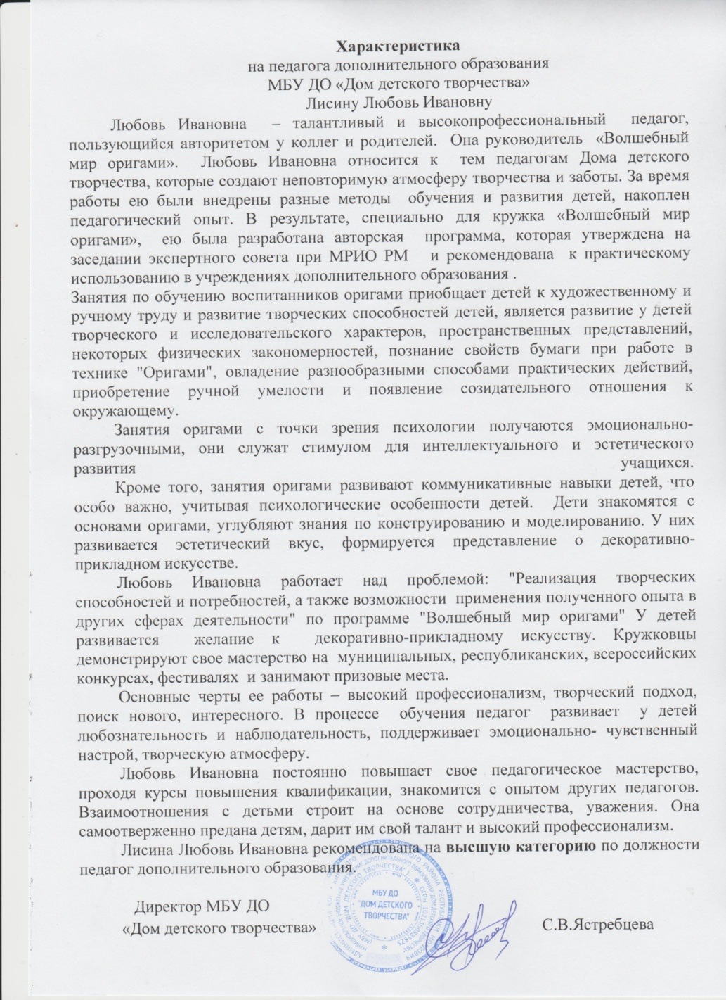 Характеристика
на педагога дополнительного образования
МБУ ДО «Дом детского творчества»
Лисину Любовь Ивановну
Любовь Ивановна – талантливый и высокопрофессиональный педагог,
пользующийся авторитетом у коллег и родителей. Она руководитель «Волшебный
мир оригами». Любовь Ивановна относится к тем педагогам Дома детского
творчества, которые создают неповторимую атмосферу творчества и заботы. За время
работы ею были внедрены разные методы обучения и развития детей, накоплен
педагогический опыт. В результате, специально для кружка «Волшебный мир
оригами», ею была разработана авторская программа, которая утверждена на
заседании экспертного совета при МРИО РМ и рекомендована к практическому
использованию в учреждениях дополнительного образования .
Занятия по обучению воспитанников оригами приобщает детей к художественному и
ручному труду и развитие творческих способностей детей, является развитие у детей
творческого и исследовательского характеров, пространственных представлений,
некоторых физических закономерностей, познание свойств бумаги при работе в
технике "Оригами", овладение разнообразными способами практических действий,
приобретение ручной умелости и появление созидательного отношения к
окружающему.
Занятия оригами с точки зрения психологии получаются эмоционально-
разгрузочными, они служат стимулом для интеллектуального и эстетического
развития учащихся.
Кроме того, занятия оригами развивают коммуникативные навыки детей, что
особо важно, учитывая психологические особенности детей. Дети знакомятся с
основами оригами, углубляют знания по конструированию и моделированию. У них
развивается эстетический вкус, формируется представление о декоративно-
прикладном искусстве.
Любовь Ивановна работает над проблемой: "Реализация творческих
способностей и потребностей, а также возможности применения полученного опыта в
других сферах деятельности" по программе "Волшебный мир оригами" У детей
развивается желание к декоративно-прикладному искусству. Кружковцы
демонстрируют свое мастерство на муниципальных, республиканских, всероссийских
конкурсах, фестивалях и занимают призовые места.
Основные черты ее работы – высокий профессионализм, творческий подход,
поиск нового, интересного. В процессе обучения педагог развивает у детей
любознательность и наблюдательность, поддерживает эмоционально- чувственный
настрой, творческую атмосферу.
Любовь Ивановна постоянно повышает свое педагогическое мастерство,
проходя курсы повышения квалификации, знакомится с опытом других педагогов.
Взаимоотношения с детьми строит на основе сотрудничества, уважения. Она
самоотверженно предана детям, дарит им свой талант и высокий профессионализм.
Лисина Любовь Ивановна рекомендована на высшую категорию по должности
педагог дополнительного образования.
МБУ ДО
"ДОМ ДЕТСКОГО
ТВОРЧЕСТВА"
Директор МБУ ДО
«Дом детского творчества» С.В.Ястребцева